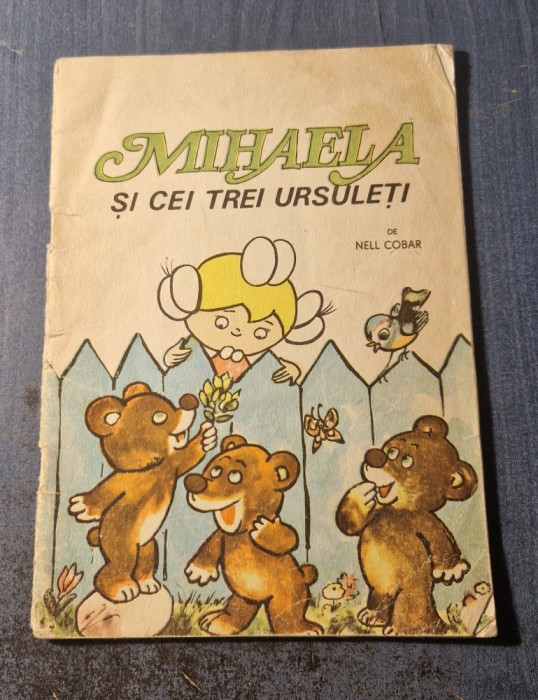 MIHAELA
ȘI CEI TREI URSULEȚI
DE
NELL COBAR